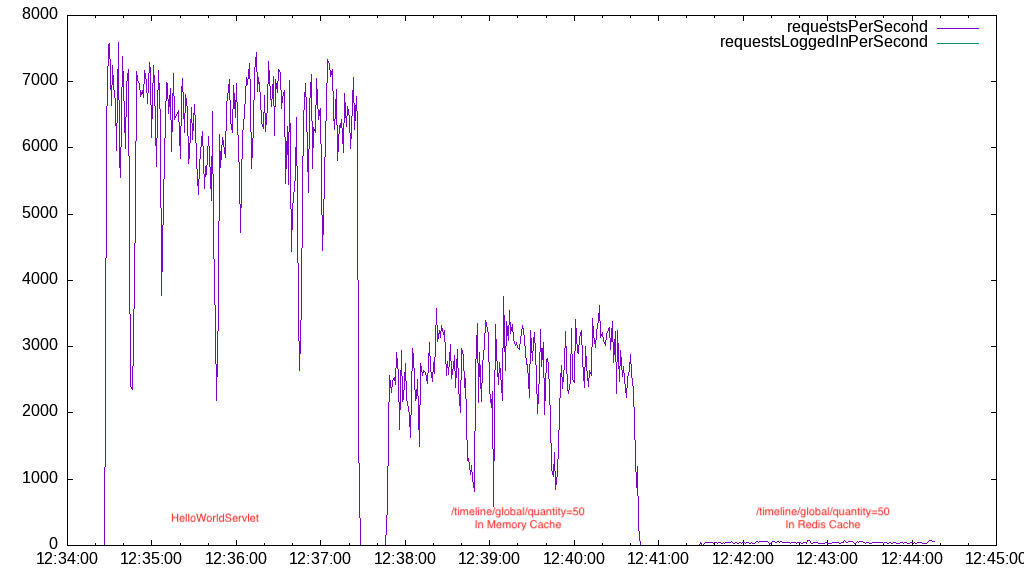 8000
7000
6000
5000
4000
3000
2000
1000
0
requestsPerSecond
requestsLoggedInPerSecond
HelloWorldServlet
/timeline/global/quantity=50
In Memory Cache
/timeline/global/quantity=50
In Redis Cache
12:34:00 12:35:00 12:36:00 12:37:00 12:38:00 12:39:00 12:40:00 12:41:00 12:42:00 12:43:00 12:44:00 12:45:00